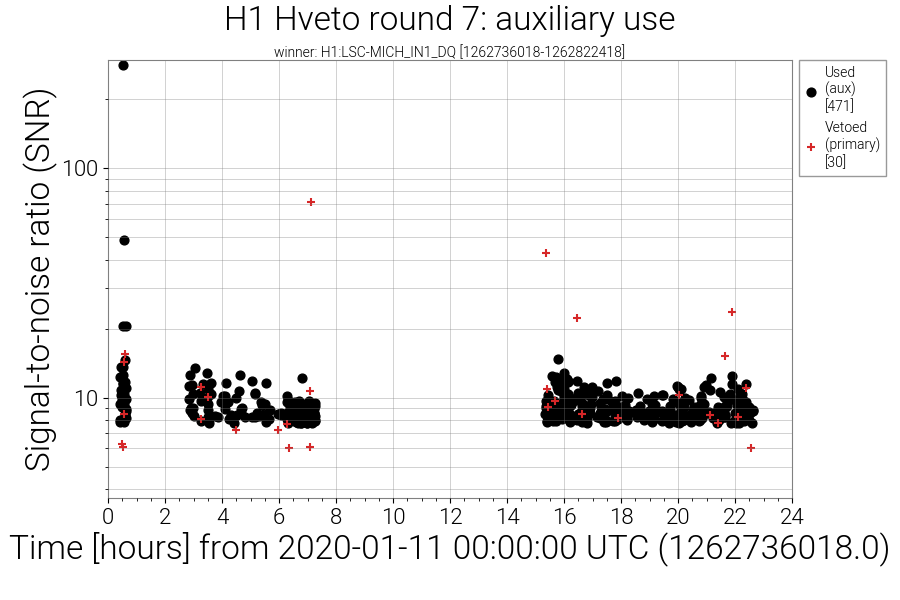 H1 Hveto round 7: auxiliary use
winner: H1:LSC-MICH_IN1_DQ [1262736018-1262822418]
Used
(aux)
[471]
Vetoed
(primary)
[30]
Signal-to-noise ratio (SNR)
100
10
0 2 4 6 8 10 12 14 16 18 20 22 24
Time [hours] from 2020-01-11 00:00:00 UTC (1262736018.0)